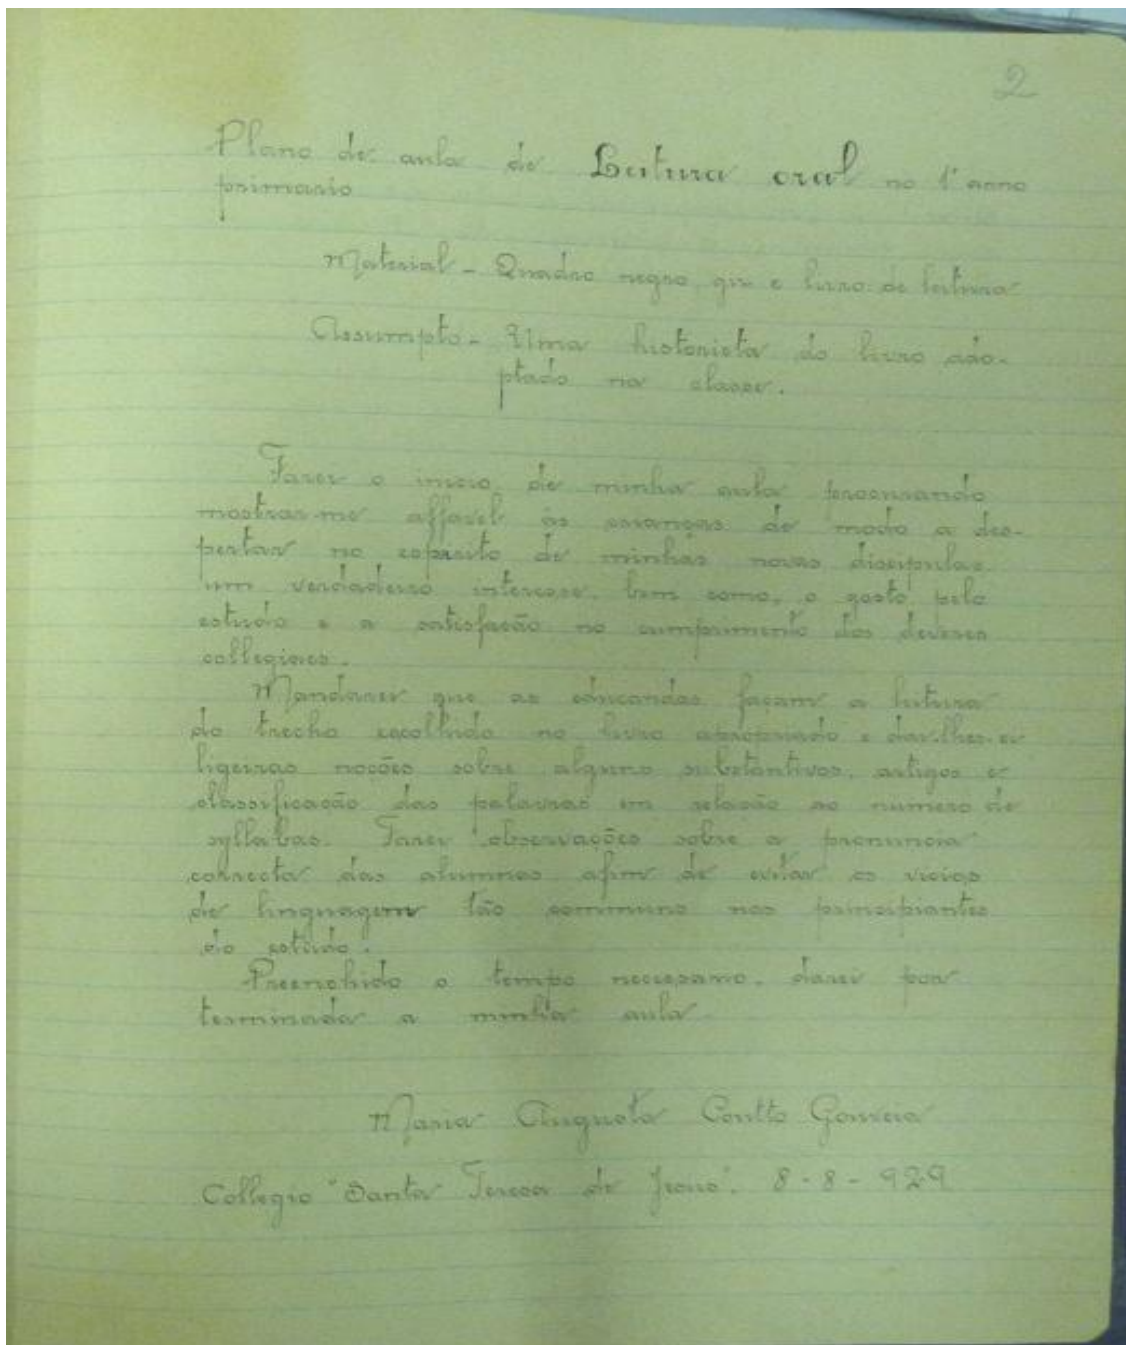 2
Plano de aula de Leitura oral no 1º anno
primario
Material - Quadro negro, giz e livro de leitura
Assumpto - Uma historieta do livro ado-
ptado na classe.
Farei o inicio de minha aula procurando
mostrar-me affavel ás crianças de modo a des-
pertar no espirito de minhas novas discipulas
um verdadeiro interesse, bem como, o gosto pelo
estudo e a satisfação no cumprimento dos deveres
collegiaes.
Mandarei que as educandas façam a leitura
do trecho escolhido no livro apropriado e dar-lhes-ei
ligeiras noções sobre alguns substantivos, artigos e
classificação das palavras em relação ao numero de
syllabas. Farei observações sobre a pronuncia
correcta das alumnas afim de evitar os vicios
de linguagem tão communs nos principiantes
do estudo.
Preenchido o tempo necessario, darei por
terminada a minha aula.
Maria Augusta Coutto
Collegio "Santa Teresa de Jesus". 8-8-929